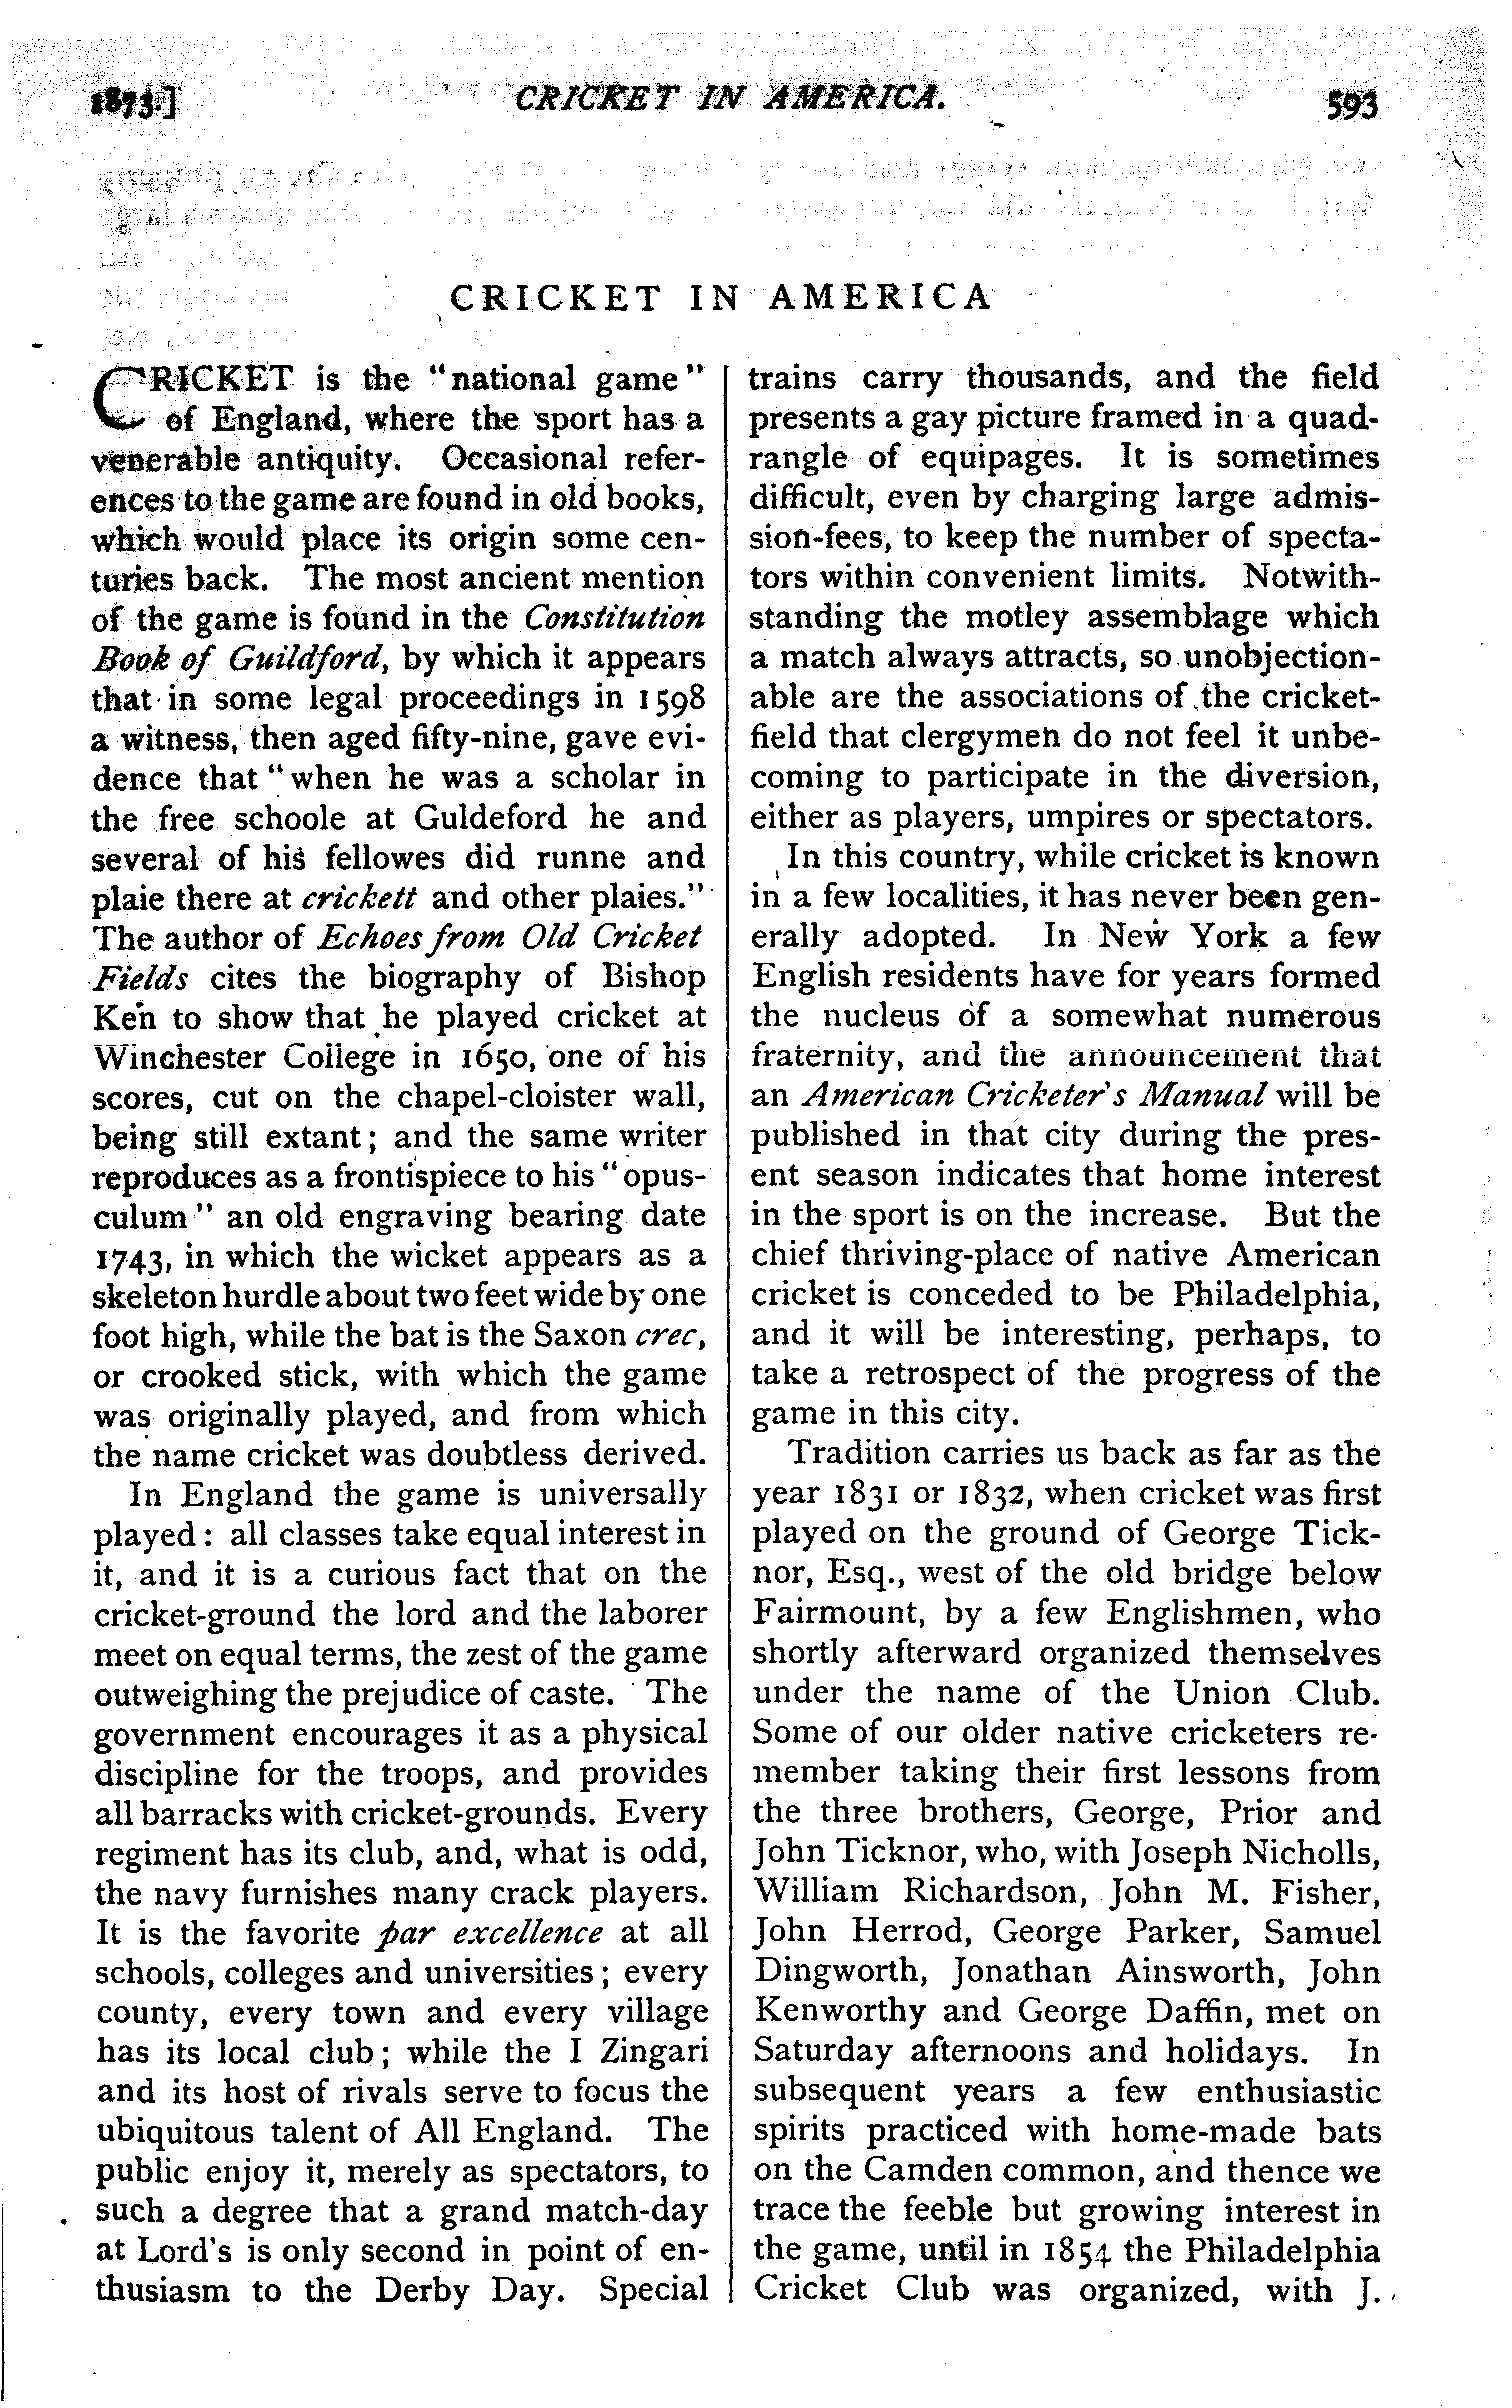 1873.]
CRICKET IN AMERICA.
593
CRICKET IN AMERICA
CRICKET is the "national game"
of England, where the sport has a
venerable antiquity. Occasional refer-
ences to the game are found in old books,
which would place its origin some cen-
turies back. The most ancient mention
of the game is found in the Constitution
Book of Guildford, by which it appears
that in some legal proceedings in 1598
a witness, then aged fifty-nine, gave evi-
dence that "when he was a scholar in
the free schoole at Guldeford he and
several of his fellowes did runne and
plaie there at crickett and other plaies."
The author of Echoes from Old Cricket
Fields cites the biography of Bishop
Ken to show that he played cricket at
Winchester College in 1650, one of his
scores, cut on the chapel-cloister wall,
being still extant; and the same writer
reproduces as a frontispiece to his "opus-
culum" an old engraving bearing date
1743, in which the wicket appears as a
skeleton hurdle about two feet wide by one
foot high, while the bat is the Saxon crec,
or crooked stick, with which the game
was originally played, and from which
the name cricket was doubtless derived.
In England the game is universally
played: all classes take equal interest in
it, and it is a curious fact that on the
cricket-ground the lord and the laborer
meet on equal terms, the zest of the game
outweighing the prejudice of caste. The
government encourages it as a physical
discipline for the troops, and provides
all barracks with cricket-grounds. Every
regiment has its club, and, what is odd,
the navy furnishes many crack players.
It is the favorite par excellence at all
schools, colleges and universities; every
county, every town and every village
has its local club; while the I Zingari
and its host of rivals serve to focus the
ubiquitous talent of All England. The
public enjoy it, merely as spectators, to
such a degree that a grand match-day
at Lord's is only second in point of en-
thusiasm to the Derby Day. Special
trains carry thousands, and the field
presents a gay picture framed in a quad-
rangle of equipages. It is sometimes
difficult, even by charging large admis-
sion-fees, to keep the number of specta-
tors within convenient limits. Notwith-
standing the motley assemblage which
a match always attracts, so unobjection-
able are the associations of the cricket-
field that clergymen do not feel it unbe-
coming to participate in the diversion,
either as players, umpires or spectators.
In this country, while cricket is known
in a few localities, it has never been gen-
erally adopted. In New York a few
English residents have for years formed
the nucleus of a somewhat numerous
fraternity, and the announcement that
an American Cricketer's Manual will be
published in that city during the pres-
ent season indicates that home interest
in the sport is on the increase. But the
chief thriving-place of native American
cricket is conceded to be Philadelphia,
and it will be interesting, perhaps, to
take a retrospect of the progress of the
game in this city.
Tradition carries us back as far as the
year 1831 or 1832, when cricket was first
played on the ground of George Tick-
nor, Esq., west of the old bridge below
Fairmount, by a few Englishmen, who
shortly afterward organized themselves
under the name of the Union Club.
Some of our older native cricketers re-
member taking their first lessons from
the three brothers, George, Prior and
John Ticknor, who, with Joseph Nicholls,
William Richardson, John M. Fisher,
John Herrod, George Parker, Samuel
Dingworth, Jonathan Ainsworth, John
Kenworthy and George Daffin, met on
Saturday afternoons and holidays. In
subsequent years a few enthusiastic
spirits practiced with home-made bats
on the Camden common, and thence we
trace the feeble but growing interest in
the game, until in 1854 the Philadelphia
Cricket Club was organized, with J.